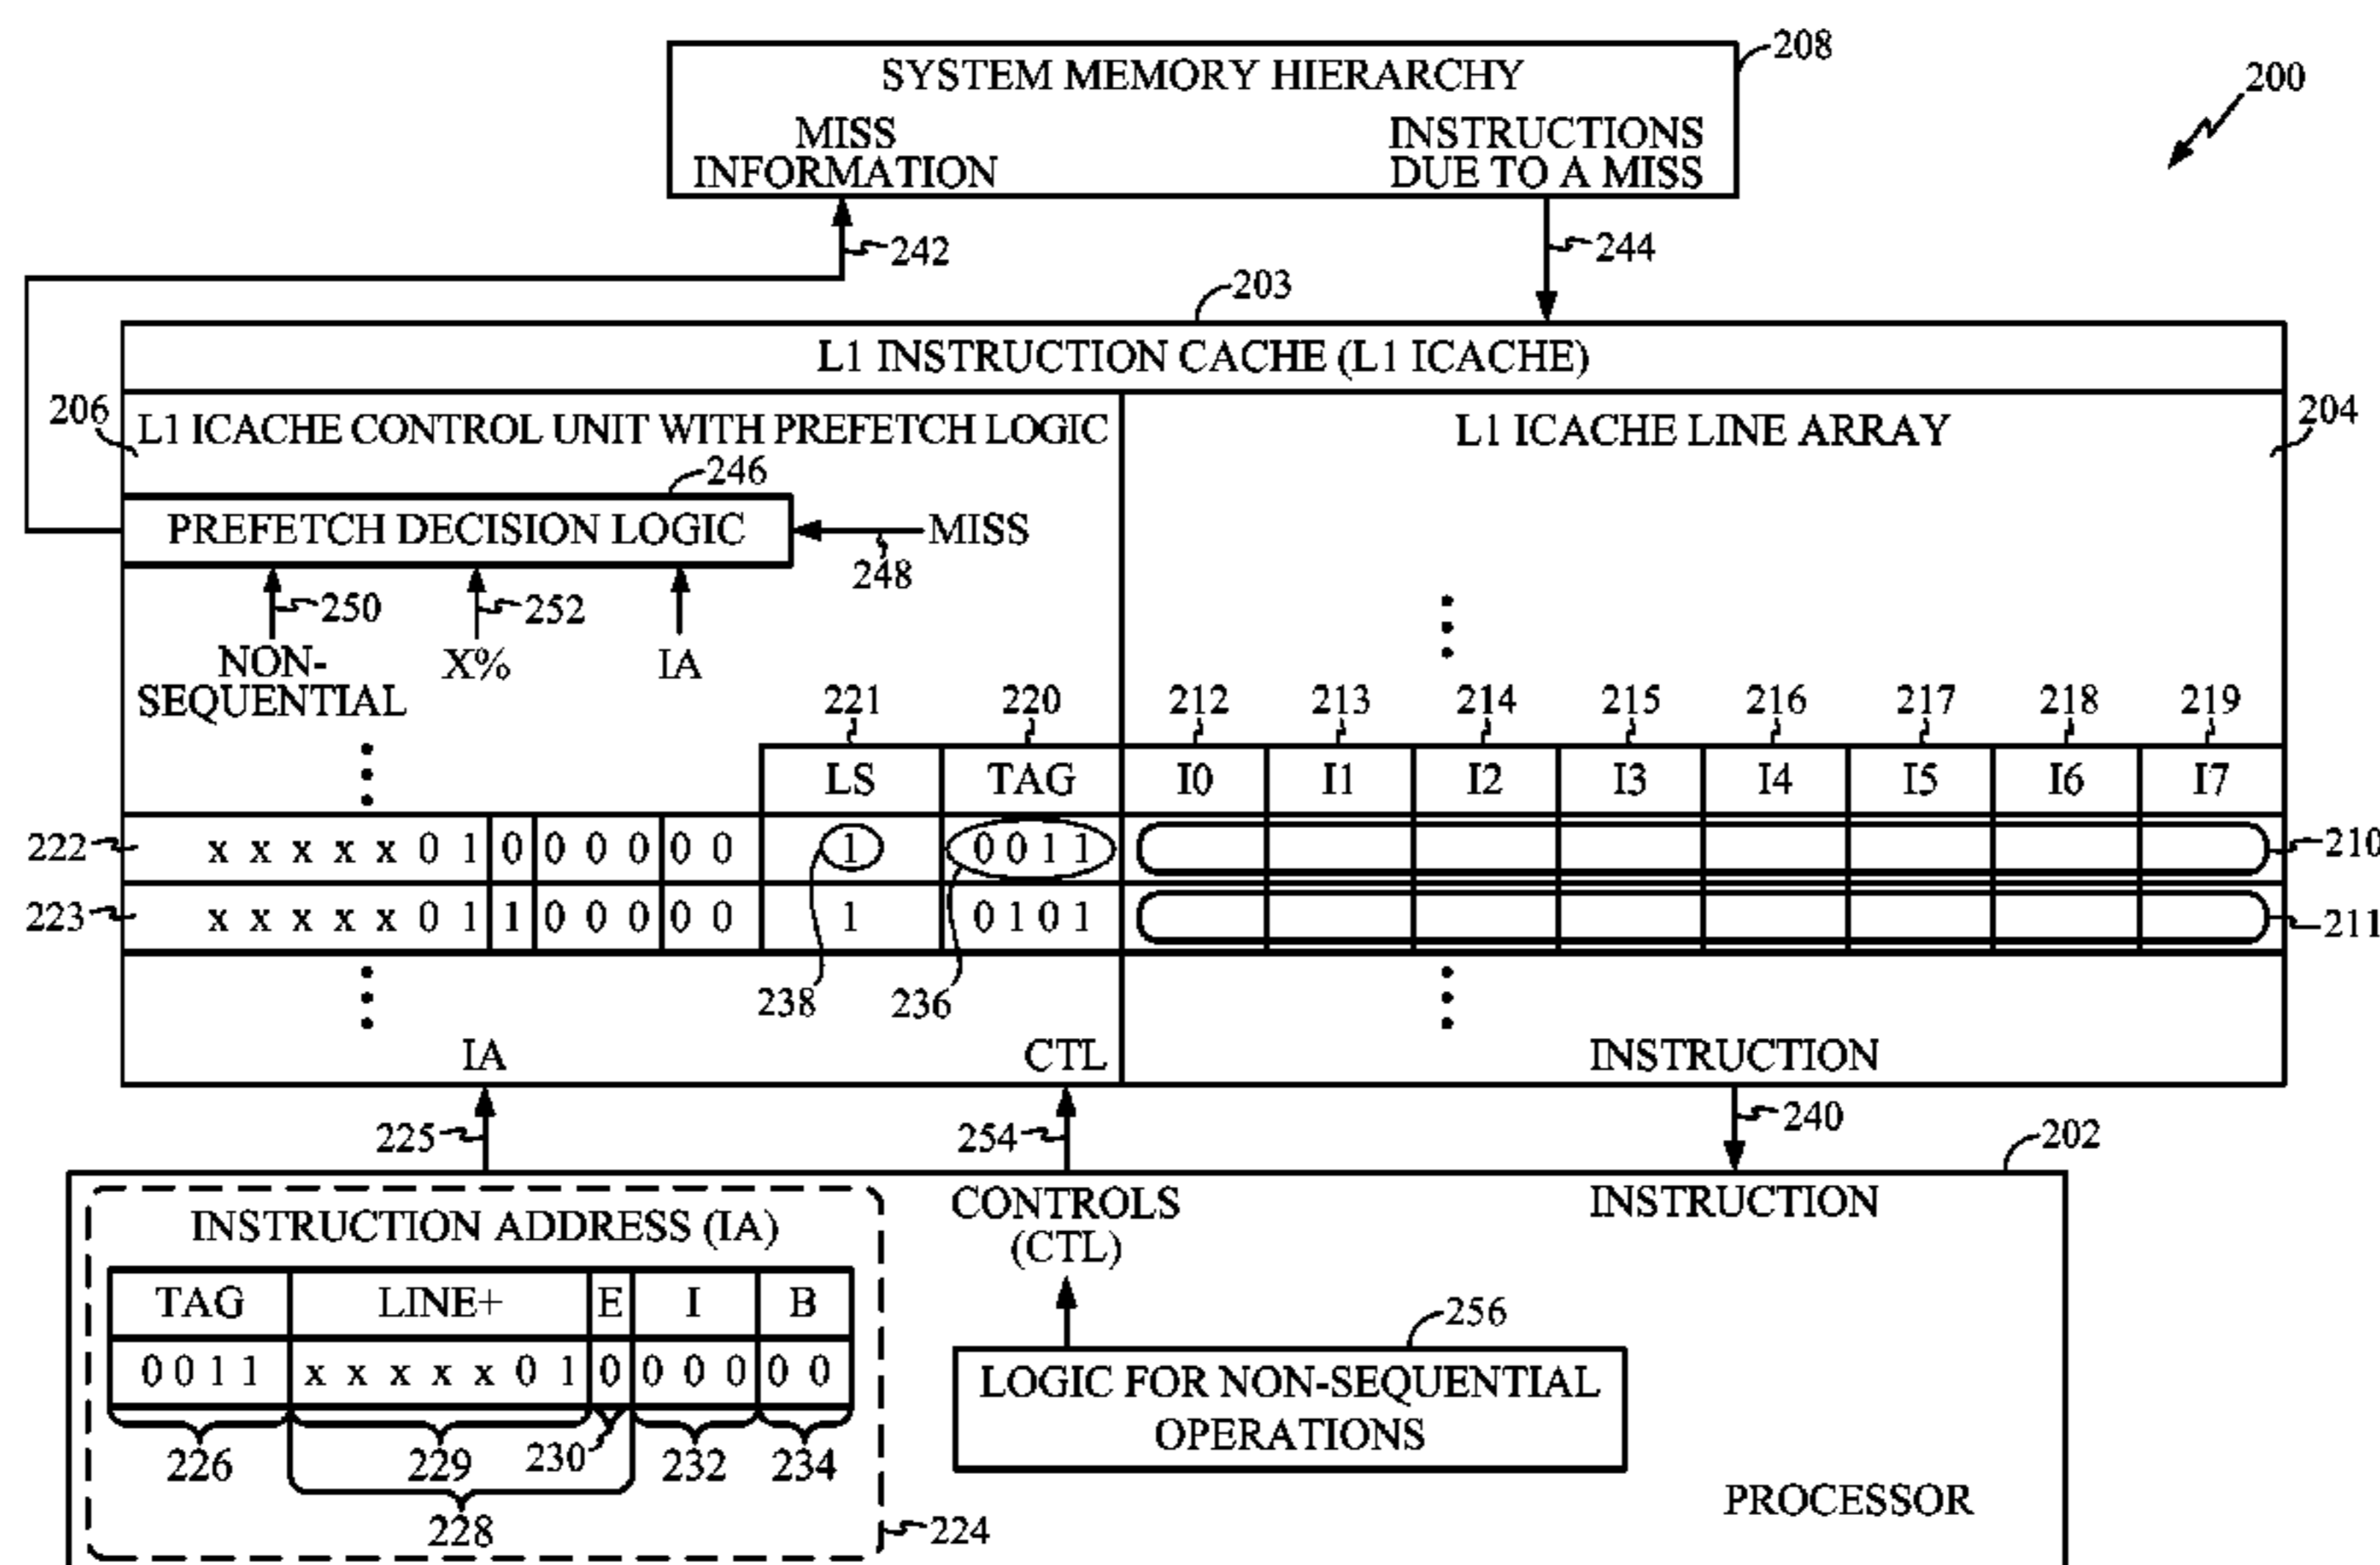 208
200
SYSTEM MEMORY HIERARCHY
MISS INSTRUCTIONS
INFORMATION DUE TO A MISS
242 244
203
L1 INSTRUCTION CACHE (L1 ICACHE)
206 L1 ICACHE CONTROL UNIT WITH PREFETCH LOGIC L1 ICACHE LINE ARRAY 204
246
PREFETCH DECISION LOGIC MISS
248
250 252
NON- X% IA
SEQUENTIAL
221 220 212 213 214 215 216 217 218 219
LS TAG I0 I1 I2 I3 I4 I5 I6 I7
222 x x x x x 0 1 0 0 0 0 0 0 1 0 0 1 1 210
223 x x x x x 0 1 1 0 0 0 0 0 1 0 1 0 1 211
238 236
IA CTL INSTRUCTION
225 254 240 202
INSTRUCTION ADDRESS (IA)
TAG LINE+ E I B
0 0 1 1 x x x x x 0 1 0 0 0 0 0 0
226 229 230 232 234
228
224
CONTROLS INSTRUCTION
(CTL)
256
LOGIC FOR NON-SEQUENTIAL
OPERATIONS
PROCESSOR